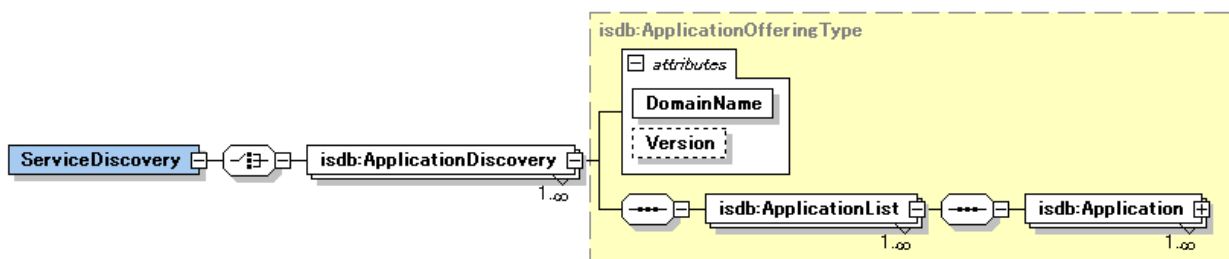 isdb:ApplicationOfferingType
attributes
DomainName
Version
ServiceDiscovery
isdb:ApplicationDiscovery
1..∞
isdb:ApplicationList
1..∞
isdb:Application
1..∞